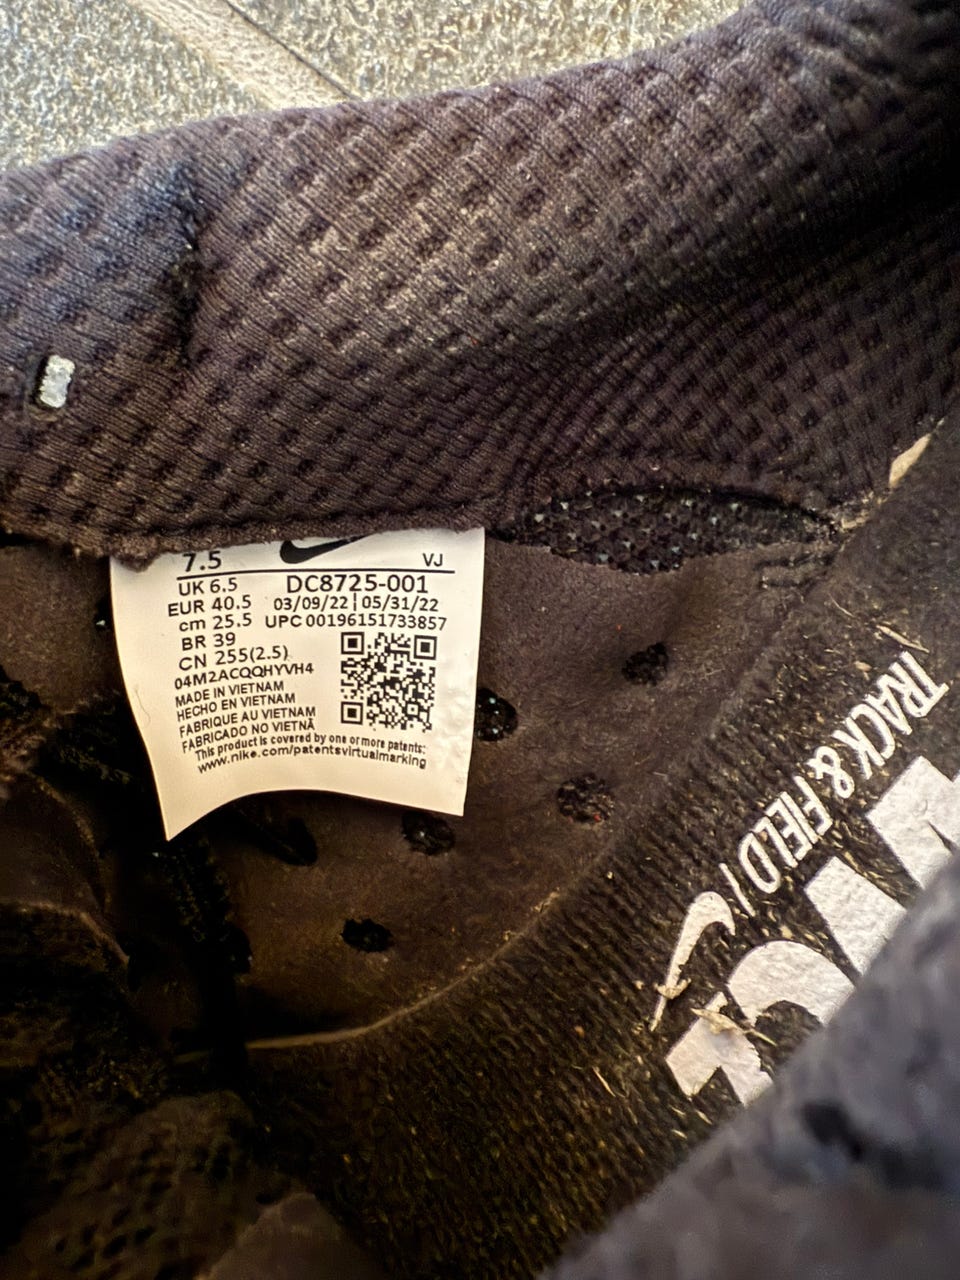 7.5 VJ
UK 6.5 DC8725-001
EUR 40.5 03/09/22 | 05/31/22
cm 25.5 UPC 00196151733857
BR 39
CN 255(2.5)
04M2ACQQHYVH4
MADE IN VIETNAM
HECHO EN VIETNAM
FABRIQUE AU VIETNAM
FABRICADO NO VIETNÃ
This product is covered by one or more patents:
www.nike.com/patentsvirtualmarking
TRACK & FIELD /